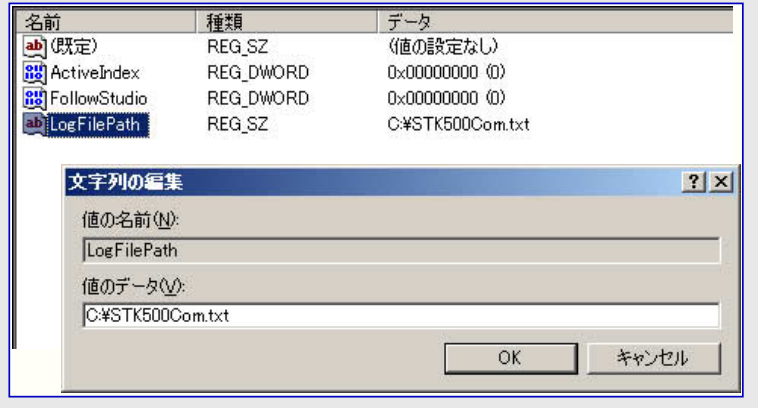 名前 種類 データ
ab (既定) REG_SZ (値の設定なし)
ActiveIndex REG_DWORD 0x00000000 (0)
FollowStudio REG_DWORD 0x00000000 (0)
ab LogFilePath REG_SZ C:¥STK500Com.txt
文字列の編集 ? ×
値の名前(N):
LogFilePath
値のデータ(V):
C:¥STK500Com.txt
OK キャンセル